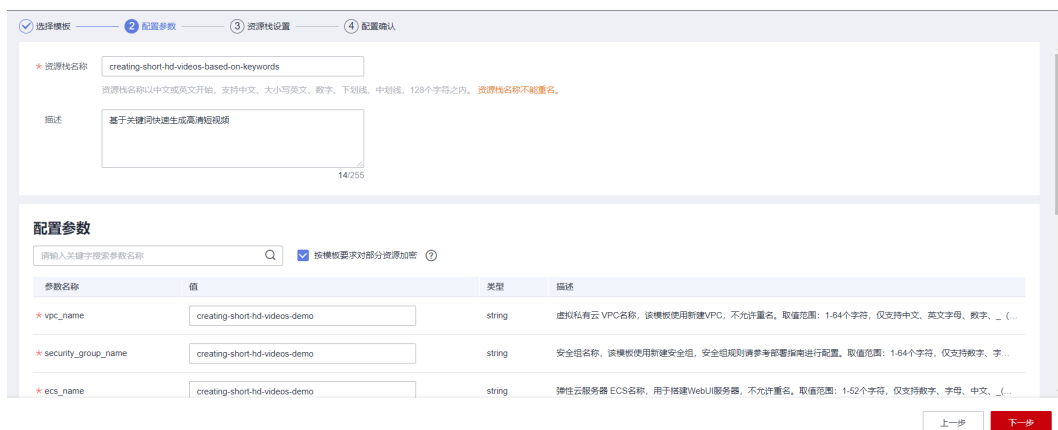 选择模板 2 配置参数 3 资源栈设置 4 配置确认
* 资源栈名称 creating-short-hd-videos-based-on-keywords
资源栈名称以中文或英文开始，支持中文、大小写英文、数字、下划线、中划线，128个字符之内。 资源栈名称不能重名。
描述 基于关键词快速生成高清短视频
14/255
配置参数
请输入关键字搜索参数名称 按模板要求对部分资源加密 ?
参数名称 值 类型 描述
* vpc_name creating-short-hd-videos-demo string 虚拟私有云 VPC名称，该模板使用新建VPC，不允许重名。取值范围：1-64个字符，仅支持中文、英文字母、数字、_（...
* security_group_name creating-short-hd-videos-demo string 安全组名称，该模板使用新建安全组，安全组规则请参考部署指南进行配置。取值范围：1-64个字符，仅支持数字、字...
* ecs_name creating-short-hd-videos-demo string 弹性云服务器 ECS名称，用于搭建WebUI服务器，不允许重名。取值范围：1-52个字符，仅支持数字、字母、中文、_(...
上一步 下一步